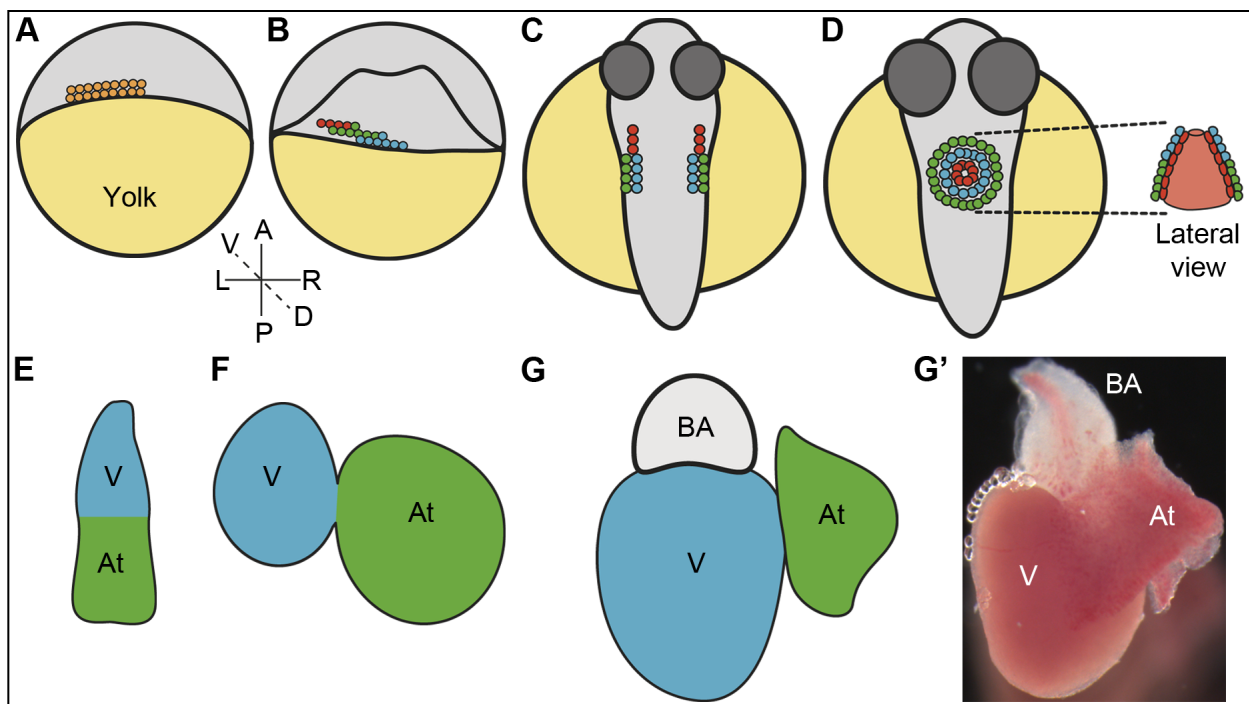 A
B
C
D
Yolk
V
A
L
R
D
P
Lateral
view
E
F
G
G’
V
At
V
At
BA
V
At
BA
At
V